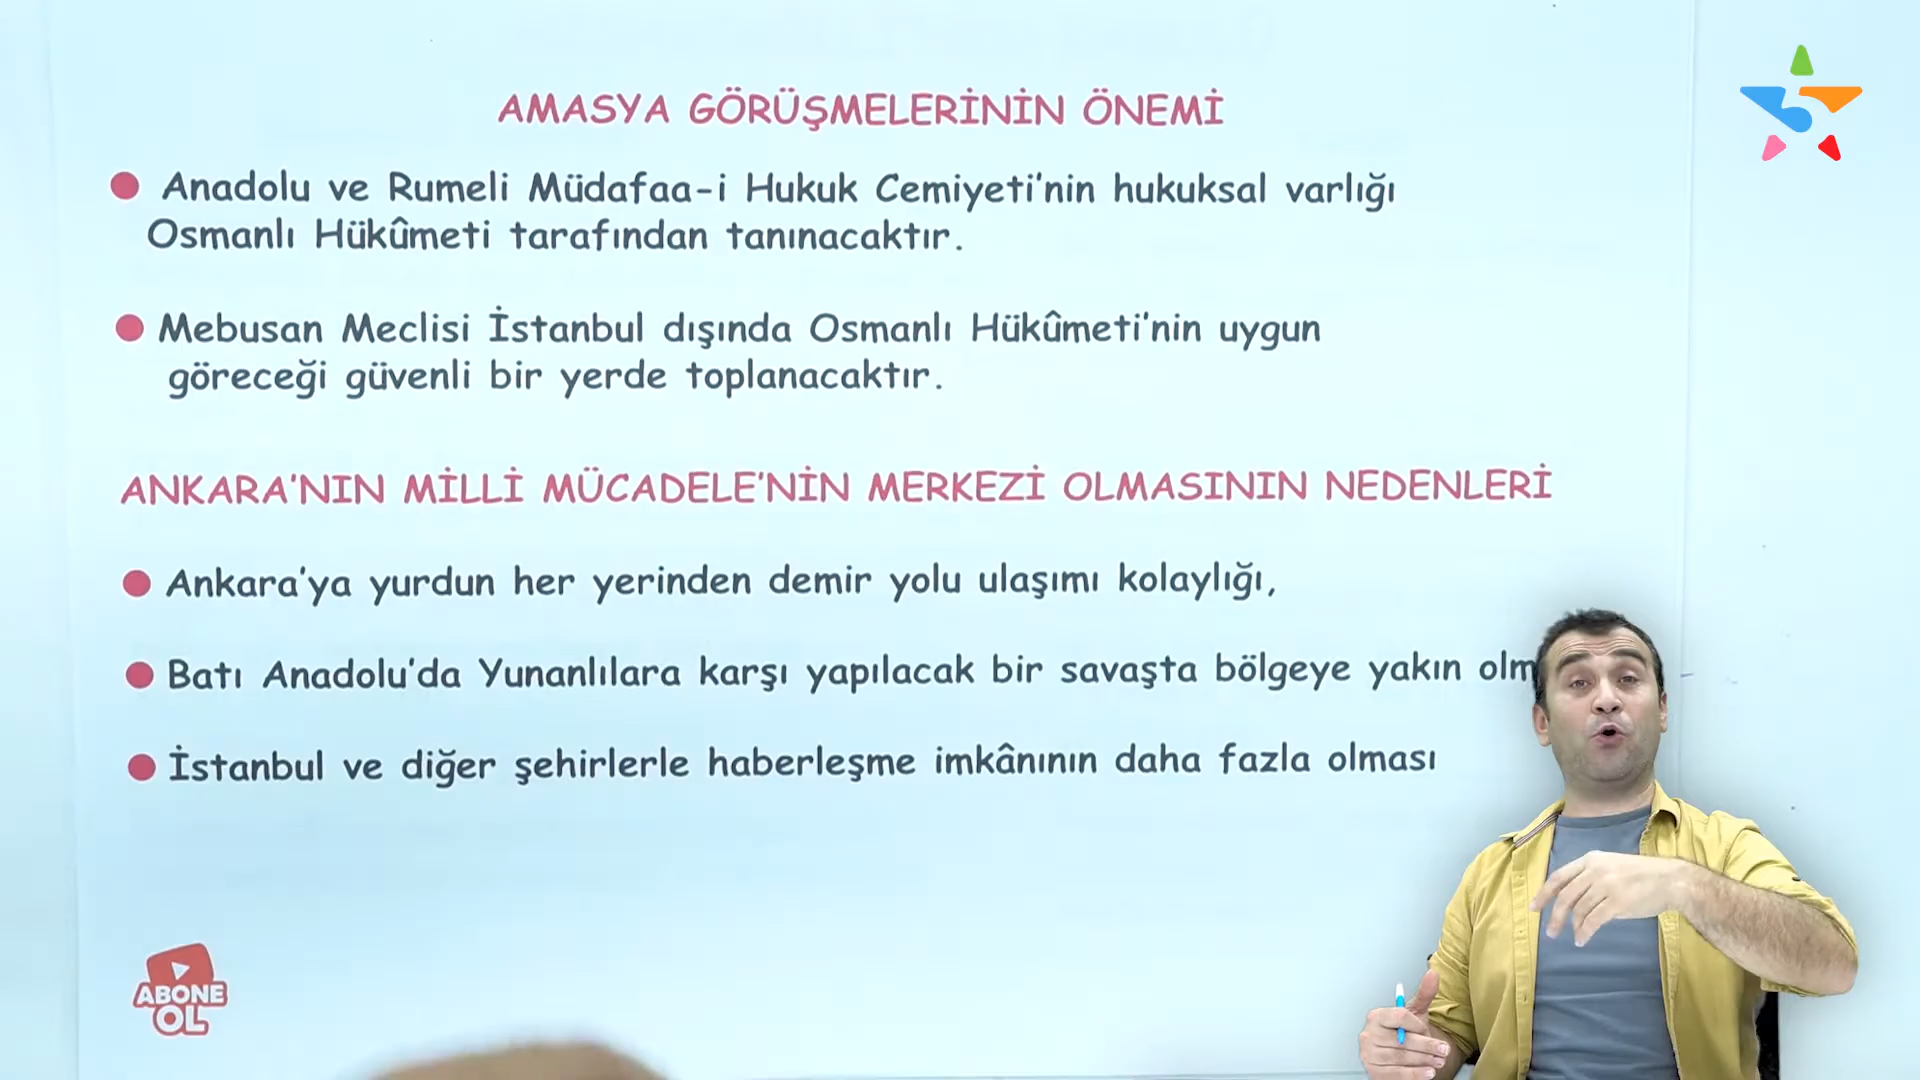 AMASYA GÖRÜŞMELERİNİN ÖNEMİ
Anadolu ve Rumeli Müdafaa-i Hukuk Cemiyeti'nin hukuksal varlığı
Osmanlı Hükûmeti tarafından tanınacaktır.
Mebusan Meclisi İstanbul dışında Osmanlı Hükûmeti'nin uygun
göreceği güvenli bir yerde toplanacaktır.
ANKARA'NIN MİLLİ MÜCADELE'NİN MERKEZİ OLMASININ NEDENLERİ
Ankara'ya yurdun her yerinden demir yolu ulaşımı kolaylığı,
Batı Anadolu'da Yunanlılara karşı yapılacak bir savaşta bölgeye yakın
İstanbul ve diğer şehirlerle haberleşme imkânının daha fazla olması
ABONE
OL
5